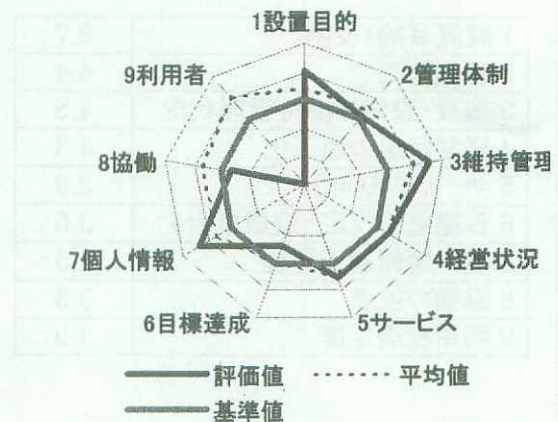 1設置目的
9利用者
2管理体制
8協働
3維持管理
7個人情報
4経営状況
6目標達成
5サービス
評価値
平均値
基準値